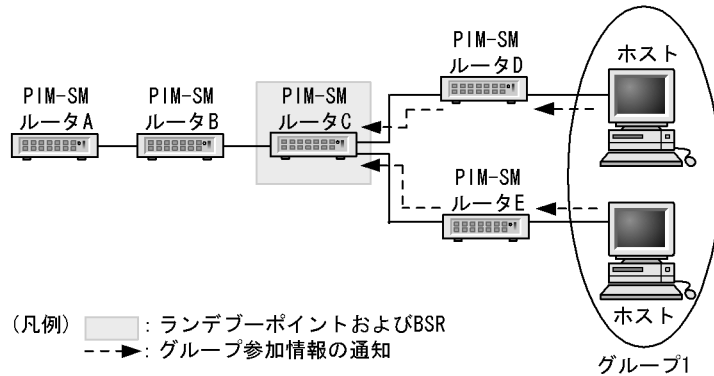 PIM-SM
ルータD
ホスト
PIM-SM
ルータA
PIM-SM
ルータB
PIM-SM
ルータC
PIM-SM
ルータE
ホスト
(凡例)
：ランデブーポイントおよびBSR
：グループ参加情報の通知
グループ1